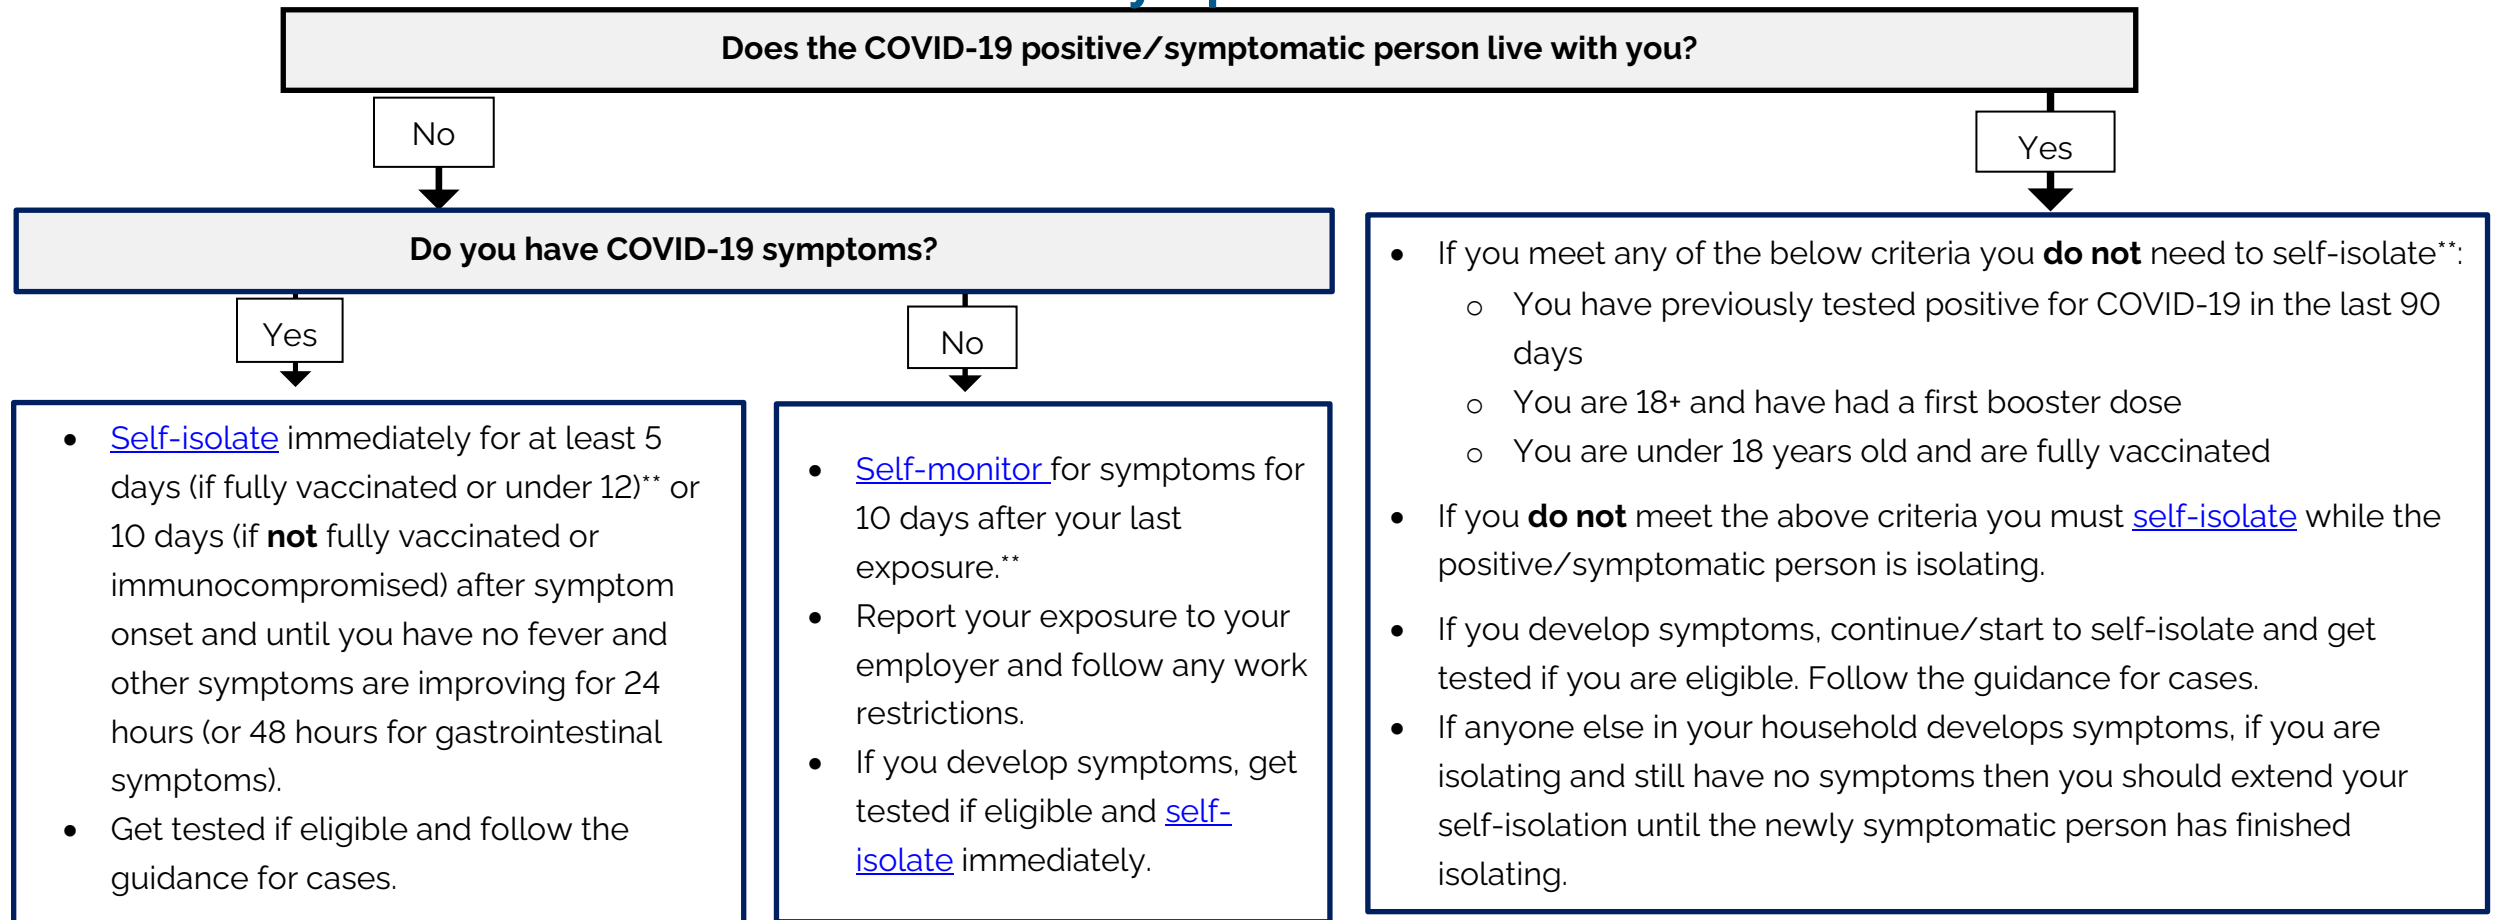 Does the COVID-19 positive/symptomatic person live with you?
No
Yes
Do you have COVID-19 symptoms?
Yes
No
• Self-isolate immediately for at least 5
days (if fully vaccinated or under 12)** or
10 days (if not fully vaccinated or
immunocompromised) after symptom
onset and until you have no fever and
other symptoms are improving for 24
hours (or 48 hours for gastrointestinal
symptoms).
• Get tested if eligible and follow the
guidance for cases.
• Self-monitor for symptoms for
10 days after your last
exposure.**
• Report your exposure to your
employer and follow any work
restrictions.
• If you develop symptoms, get
tested if eligible and self-
isolate immediately.
• If you meet any of the below criteria you do not need to self-isolate**:
o You have previously tested positive for COVID-19 in the last 90
days
o You are 18+ and have had a first booster dose
o You are under 18 years old and are fully vaccinated
• If you do not meet the above criteria you must self-isolate while the
positive/symptomatic person is isolating.
• If you develop symptoms, continue/start to self-isolate and get
tested if you are eligible. Follow the guidance for cases.
• If anyone else in your household develops symptoms, if you are
isolating and still have no symptoms then you should extend your
self-isolation until the newly symptomatic person has finished
isolating.